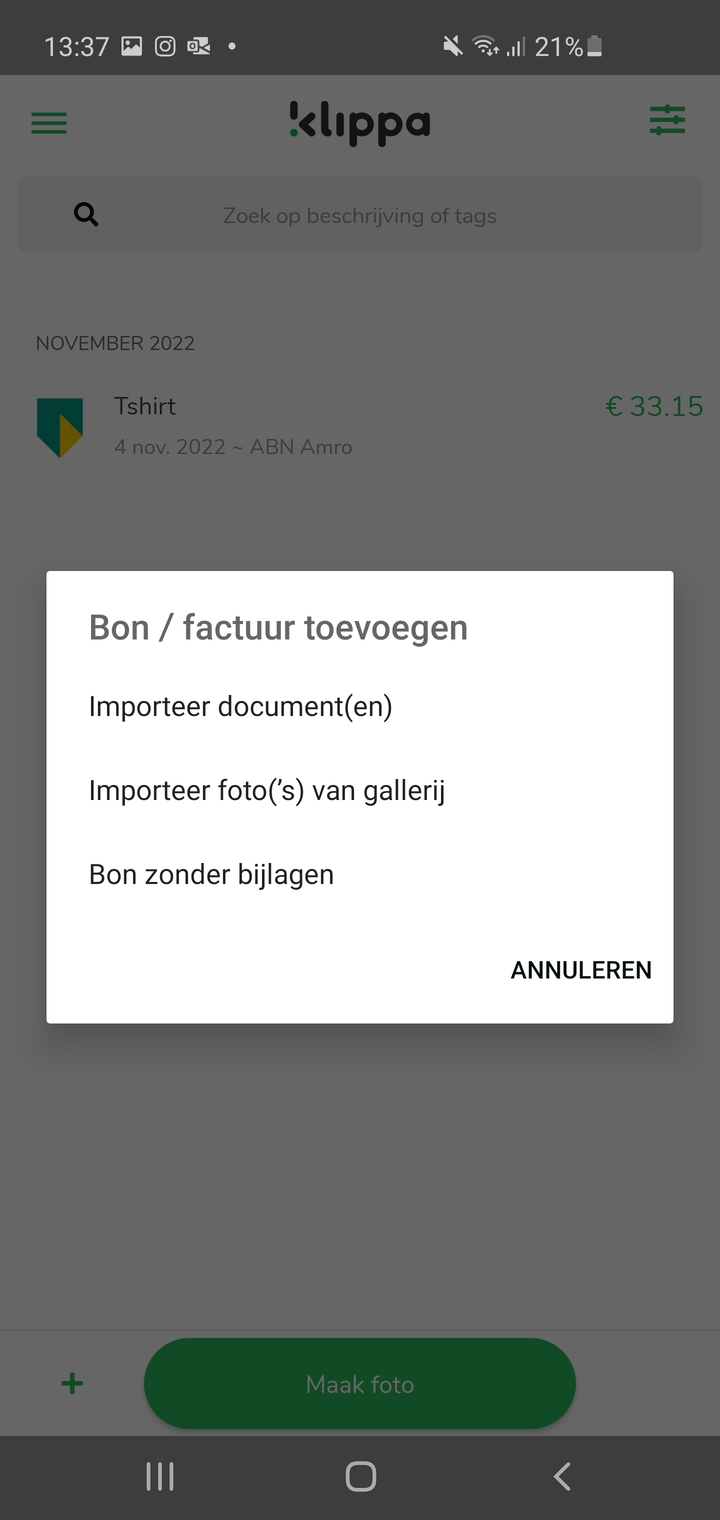 13:37
21%
klippa
Zoek op beschrijving of tags
NOVEMBER 2022
Tshirt
€ 33.15
4 nov. 2022 ~ ABN Amro
Bon / factuur toevoegen
Importeer document(en)
Importeer foto(’s) van gallerij
Bon zonder bijlagen
ANNULEREN
Maak foto